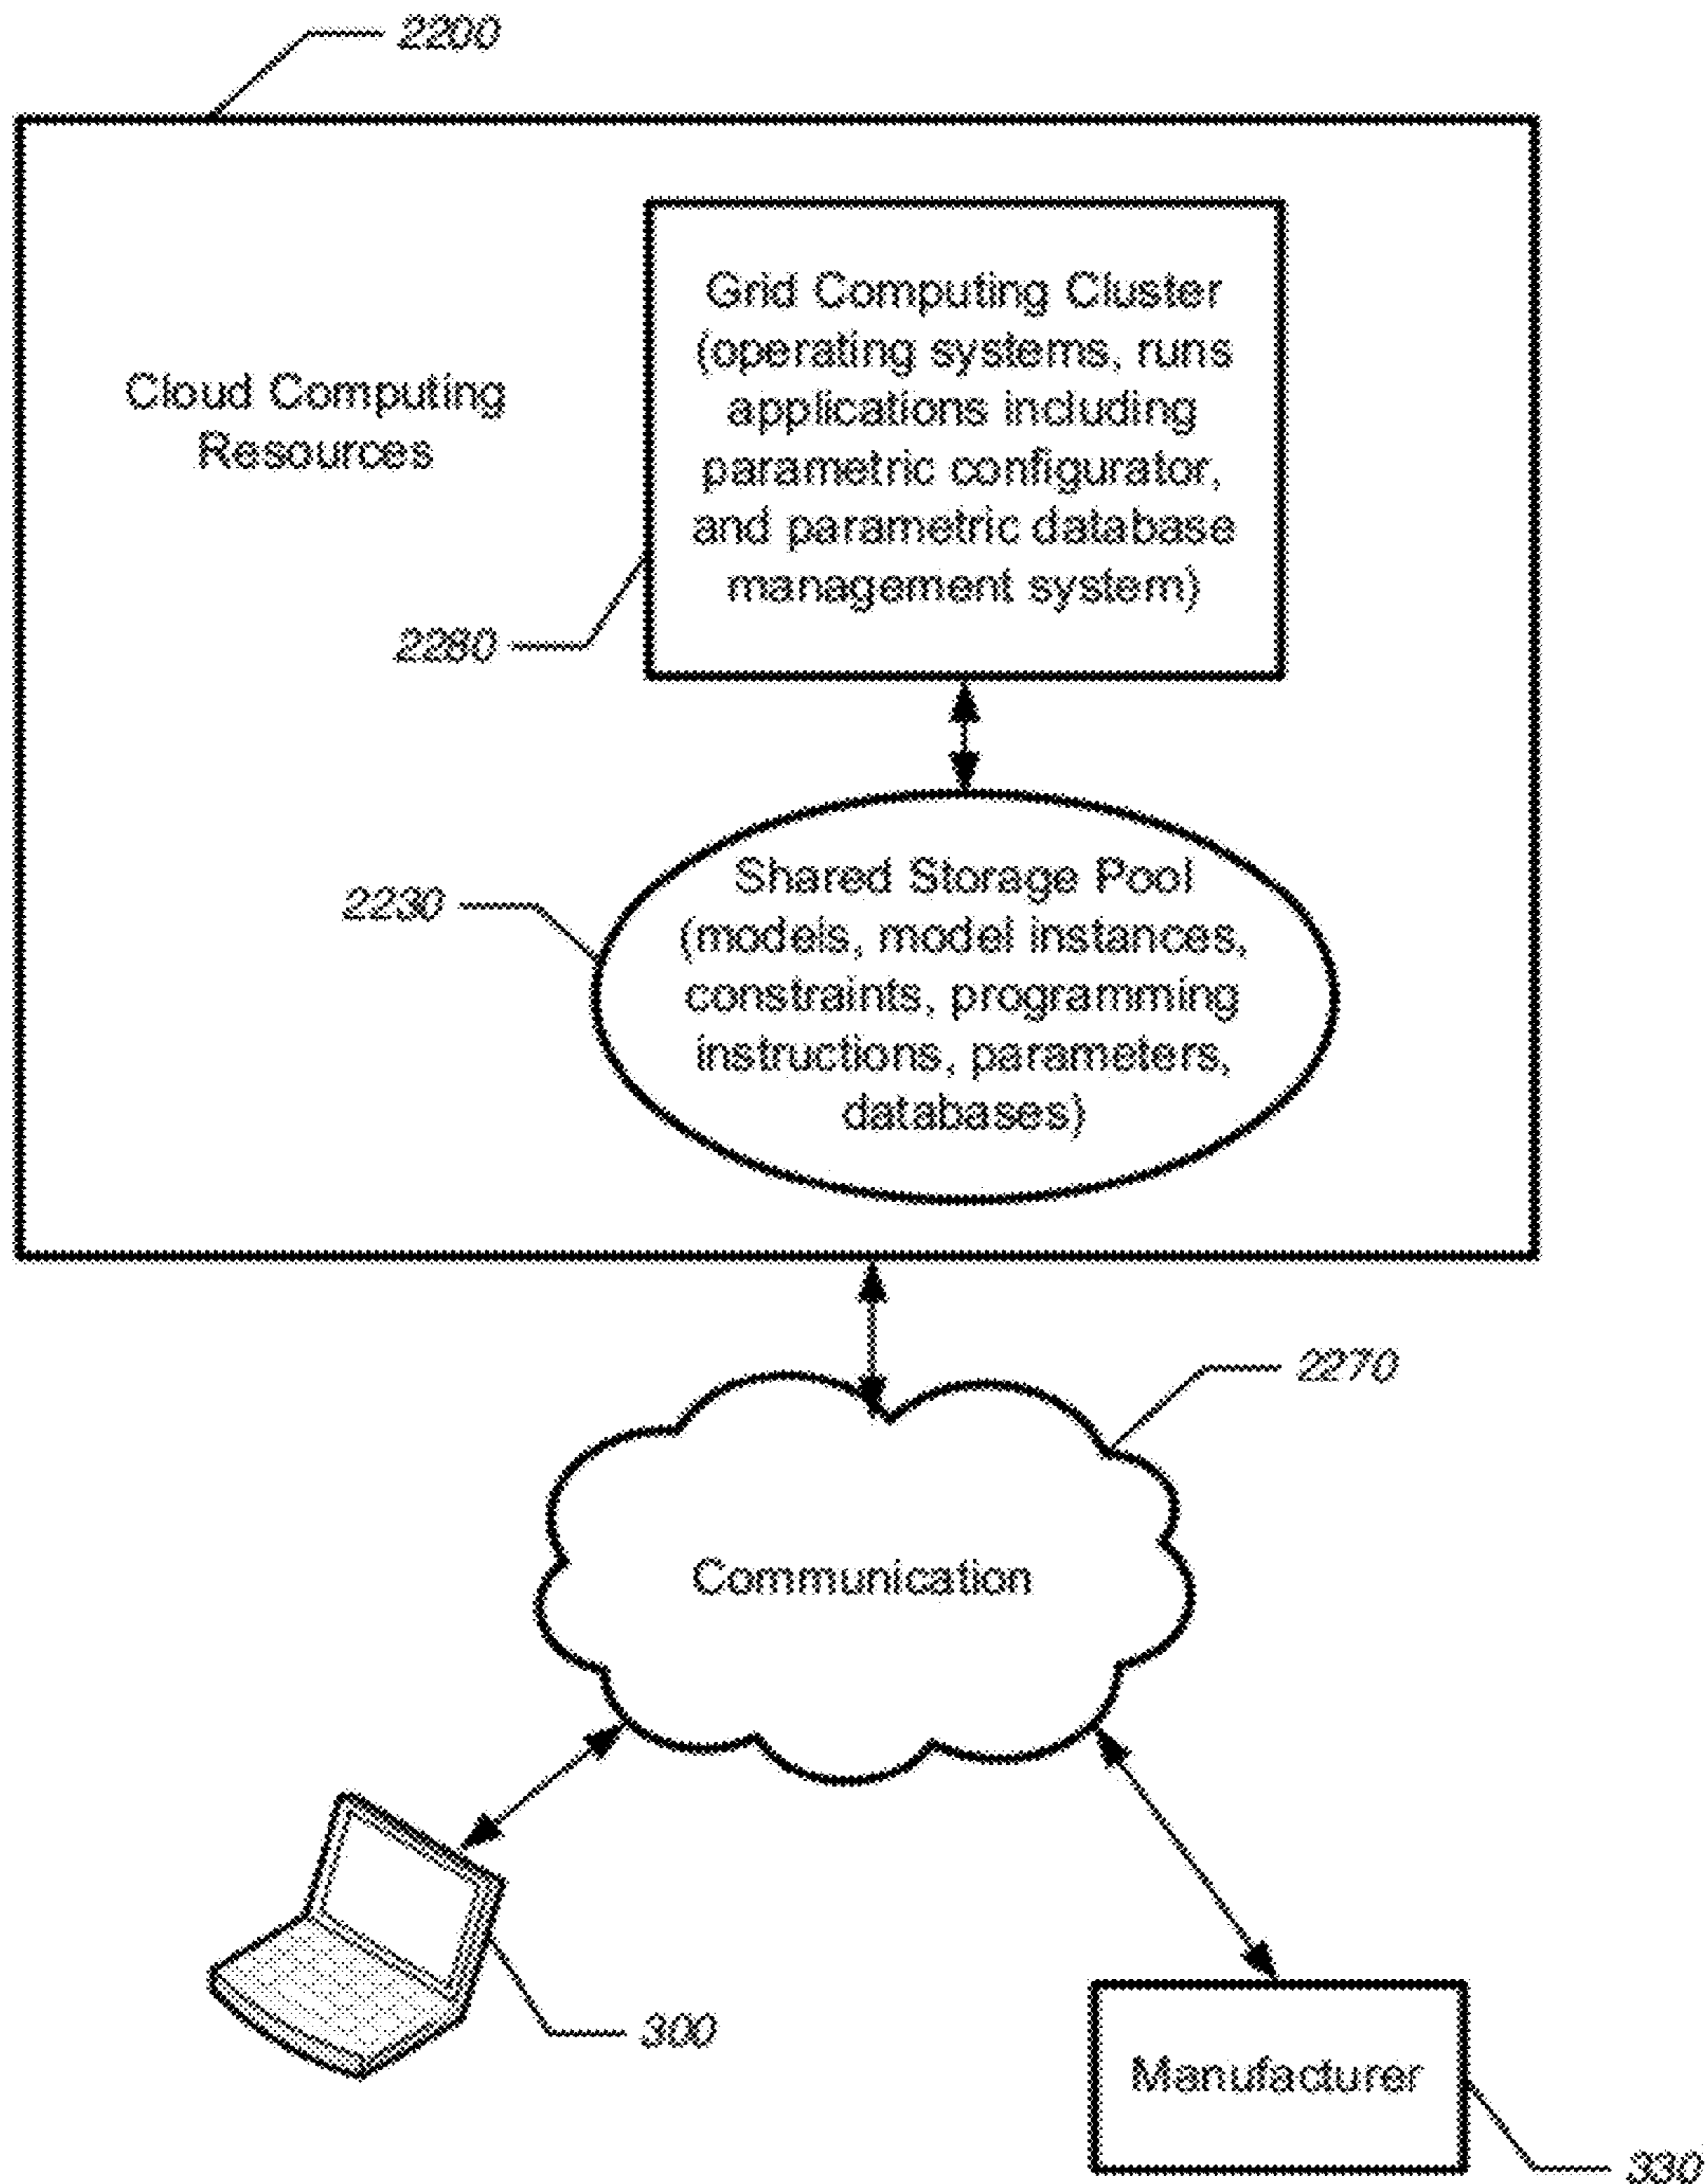 2200
Grid Computing Cluster
(operating systems, runs
applications including
parametric configurator,
and parametric database
management system)
Cloud Computing
Resources
2280
Shared Storage Pool
(models, model instances,
constraints, programming
instructions, parameters,
databases)
2230
2270
Communication
300
Manufacturer
330